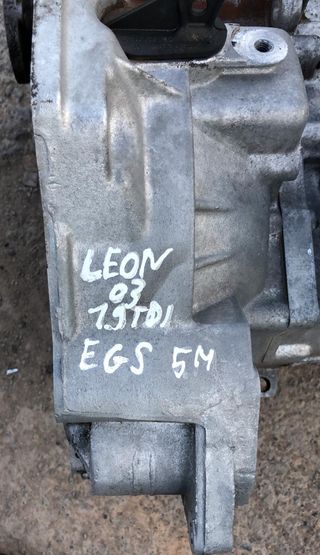 LEON
03
1.9TDI
EGS 5M